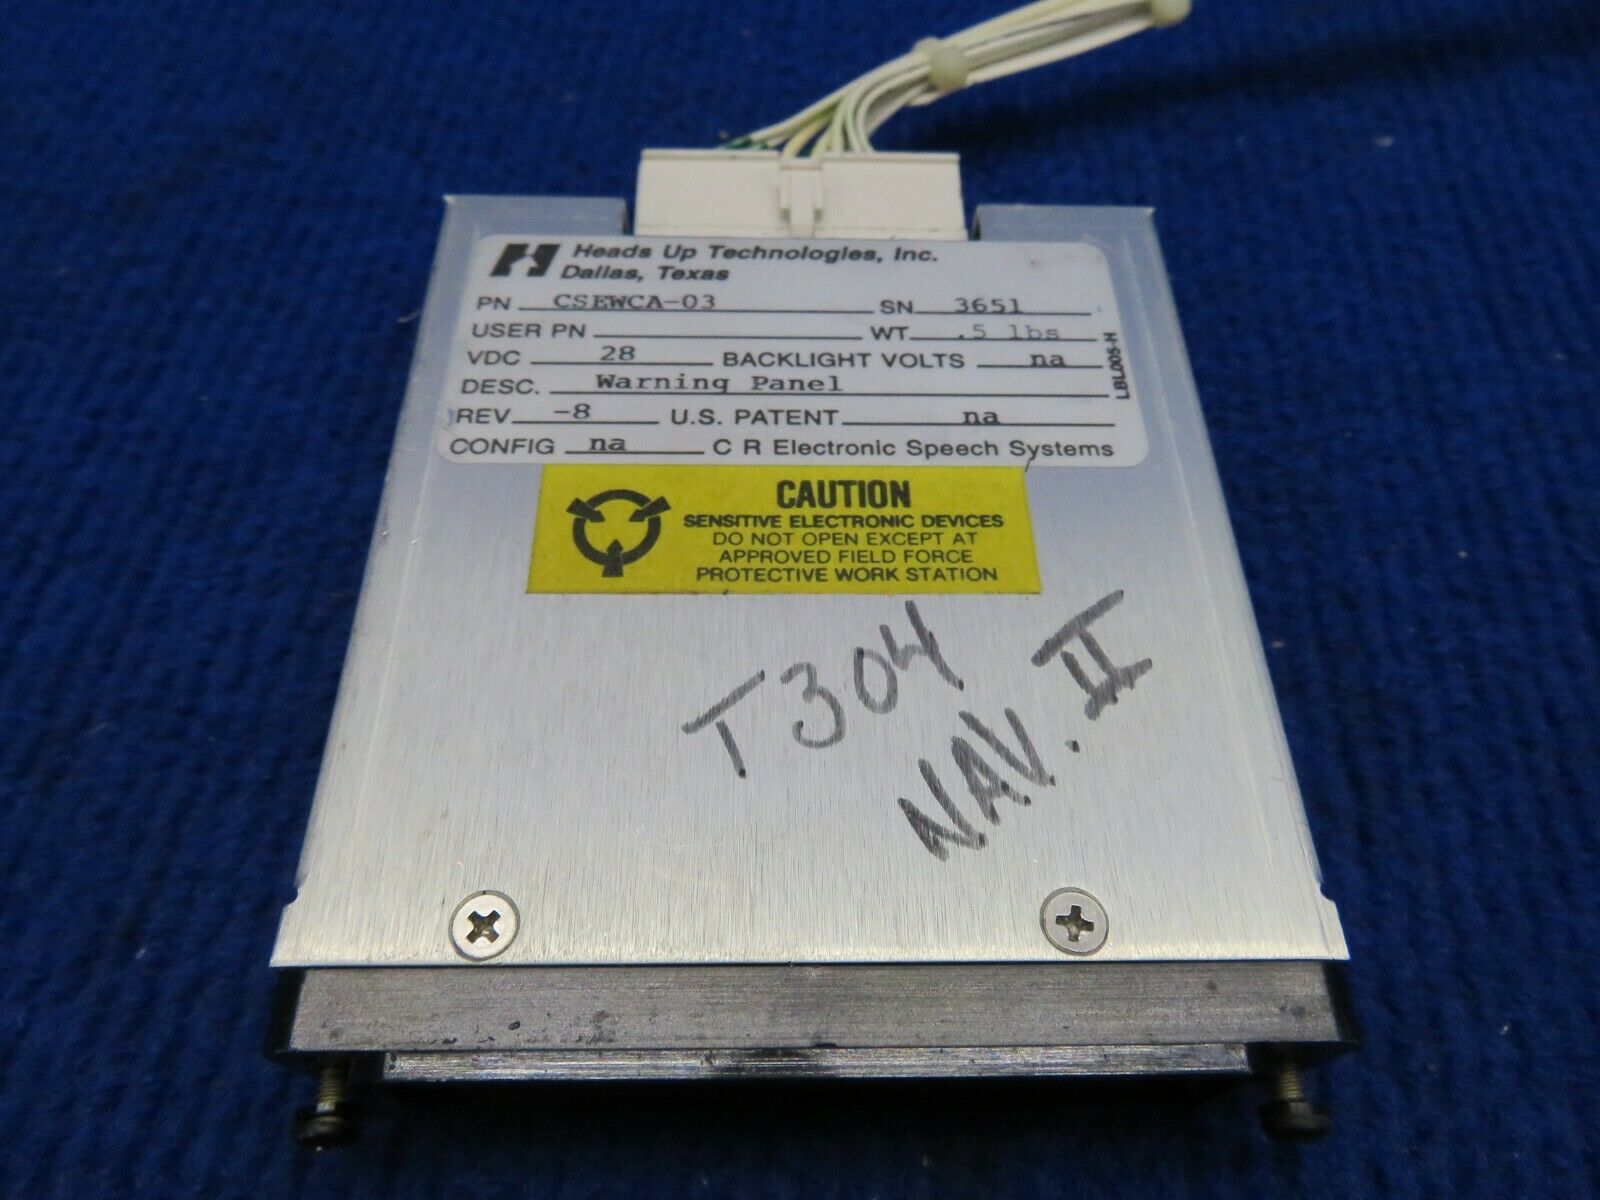 Heads Up Technologies, Inc.
Dallas, Texas
PN CSEWCA-03 SN 3651
USER PN WT .5 lbs
VDC 28 BACKLIGHT VOLTS na
DESC. Warning Panel
REV -8 U.S. PATENT na
CONFIG na C R Electronic Speech Systems
LBL005-H
CAUTION
SENSITIVE ELECTRONIC DEVICES
DO NOT OPEN EXCEPT AT
APPROVED FIELD FORCE
PROTECTIVE WORK STATION
T304
NAV. II